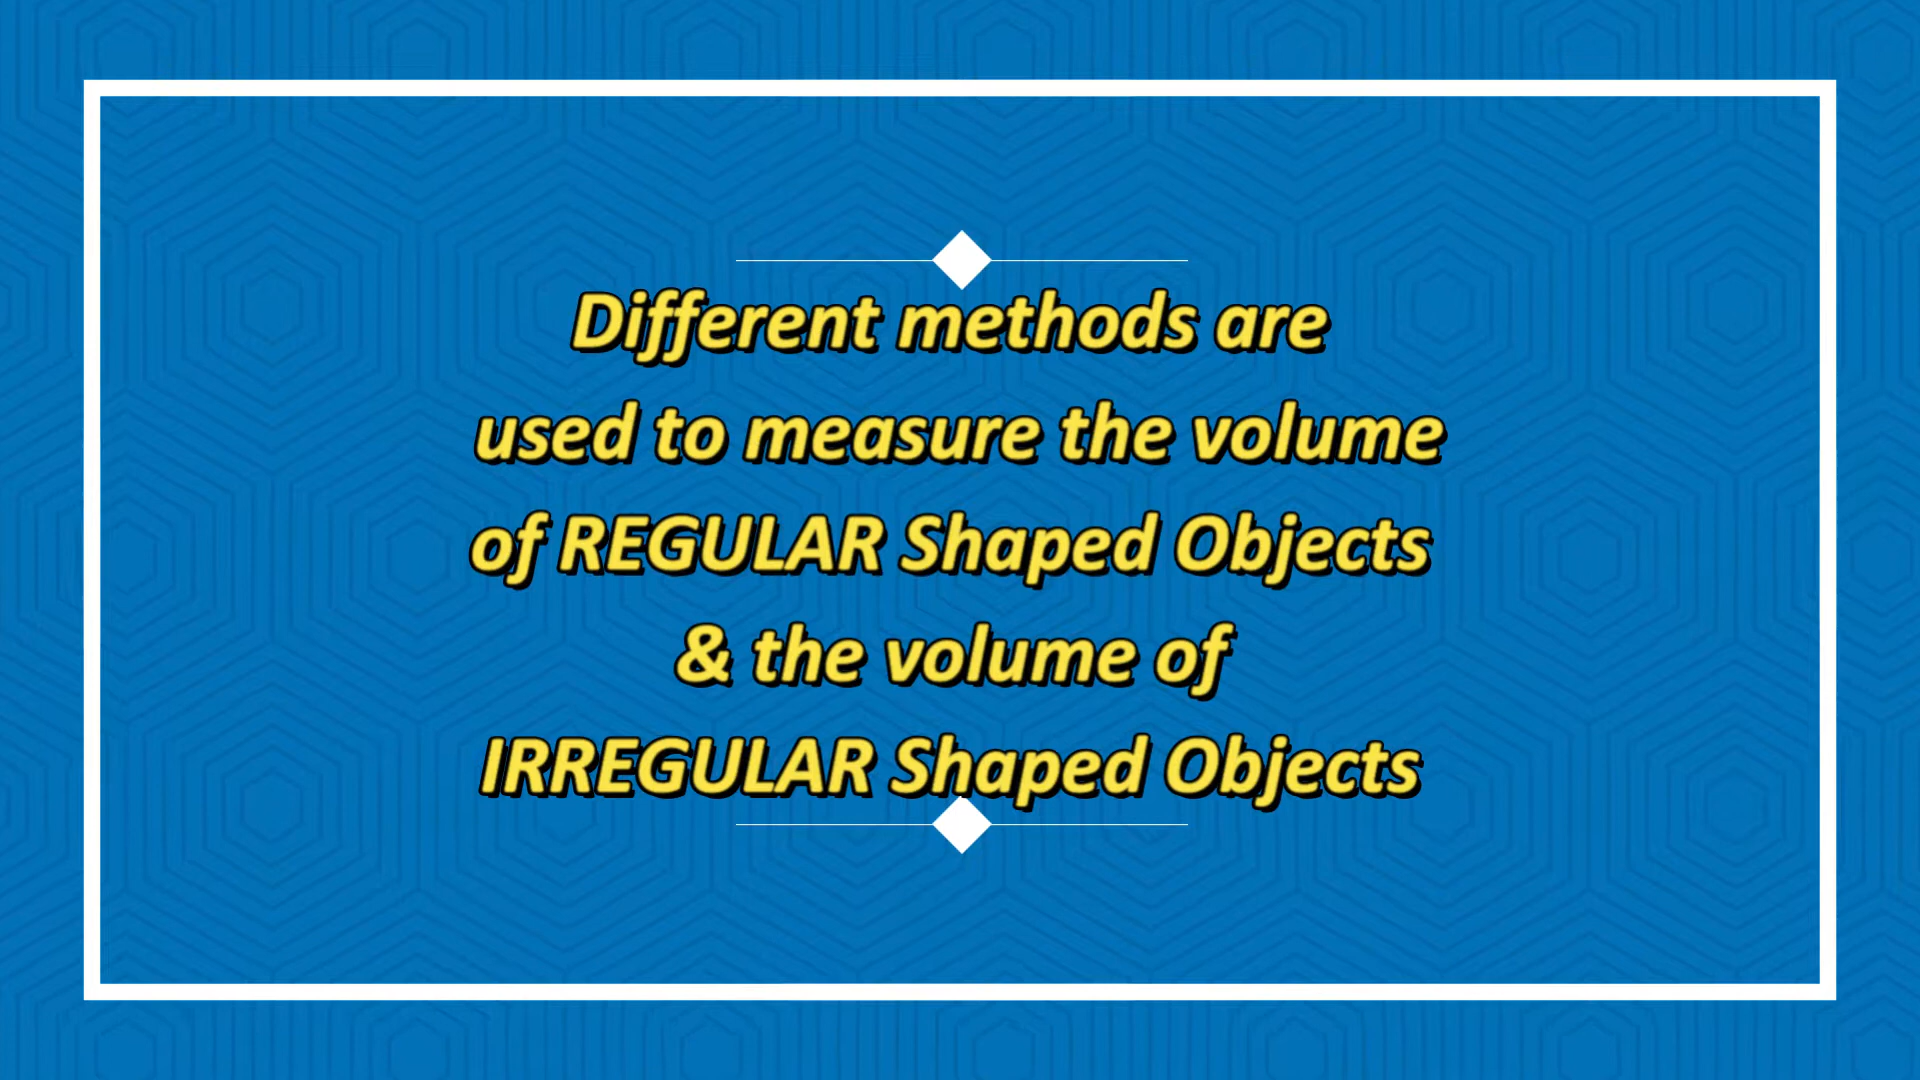 Different methods are
used to measure the volume
of REGULAR Shaped Objects
& the volume of
IRREGULAR Shaped Objects